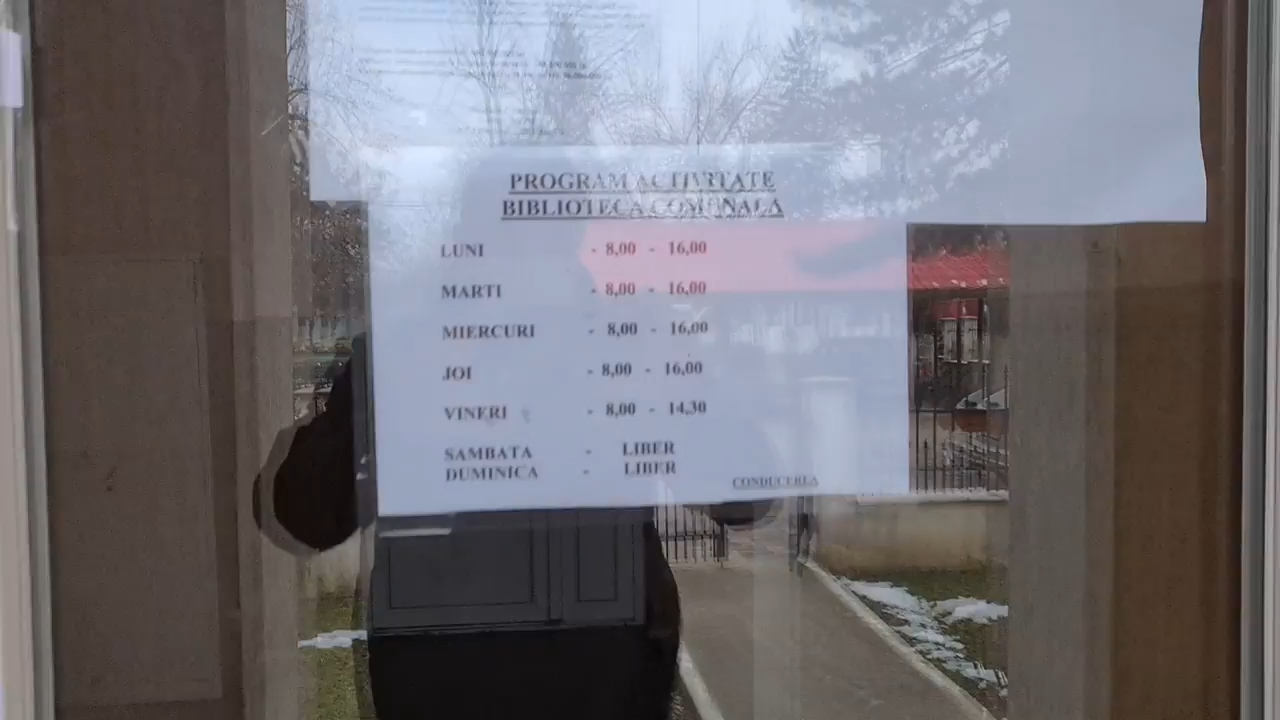 PROGRAM ACTIVITATE
BIBLIOTECA COMUNALA
LUNI - 8,00 - 16,00
MARTI - 8,00 - 16,00
MIERCURI - 8,00 - 16,00
JOI - 8,00 - 16,00
VINERI - 8,00 - 14,30
SAMBATA - LIBER
DUMINICA - LIBER
CONDUCEREA